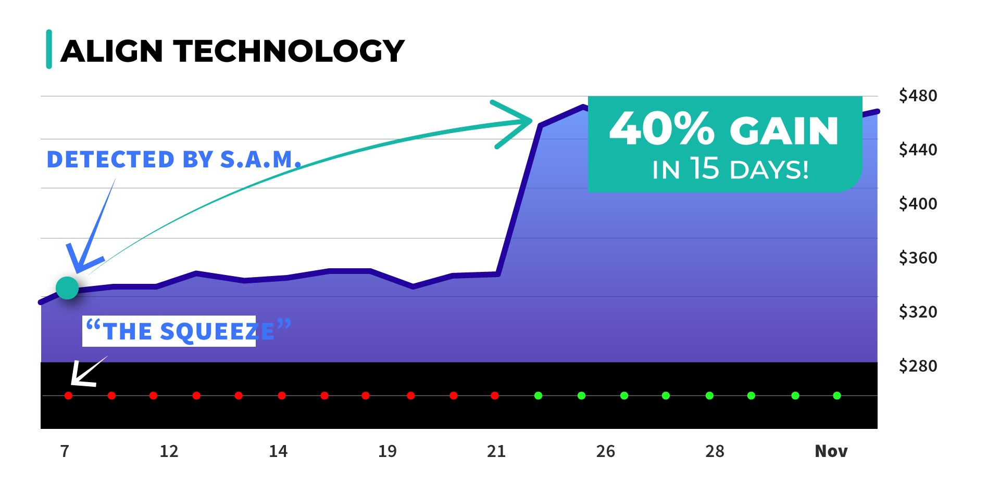 ALIGN TECHNOLOGY
$480
40% GAIN
IN 15 DAYS!
$440
DETECTED BY S.A.M.
$400
$360
$320
“THE SQUEEZE”
$280
7 12 14 19 21 26 28 Nov